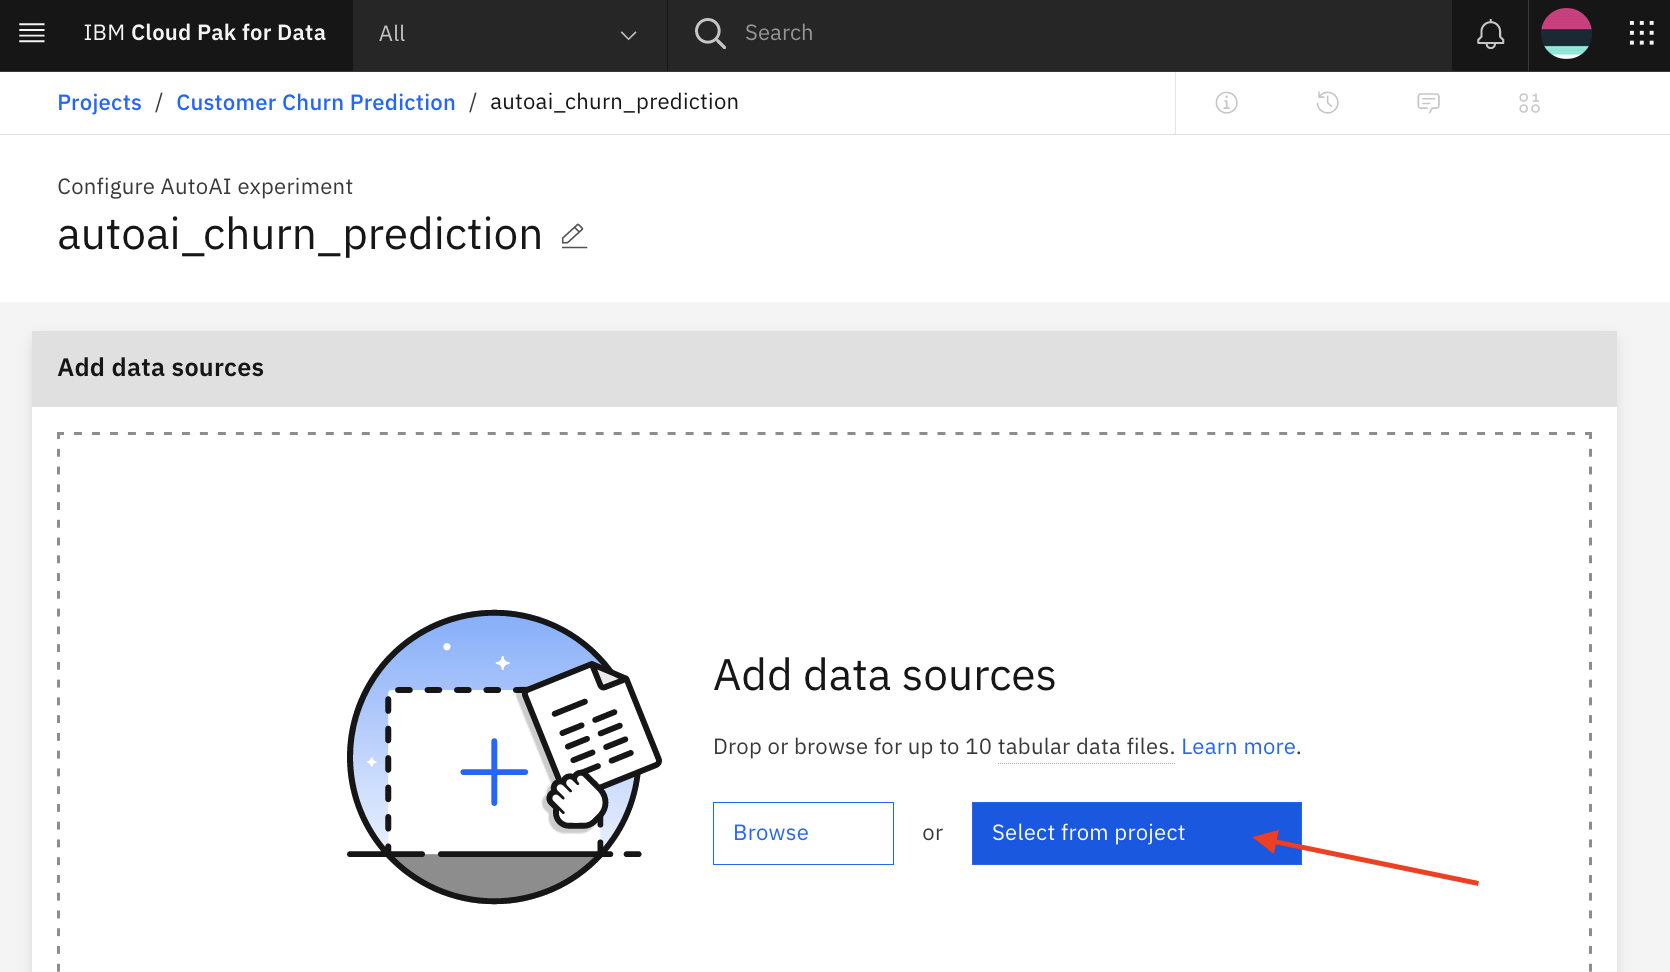 IBM Cloud Pak for Data
All
Search
Projects / Customer Churn Prediction / autoai_churn_prediction
Configure AutoAI experiment
autoai_churn_prediction
Add data sources
Add data sources
Drop or browse for up to 10 tabular data files. Learn more.
Browse or Select from project